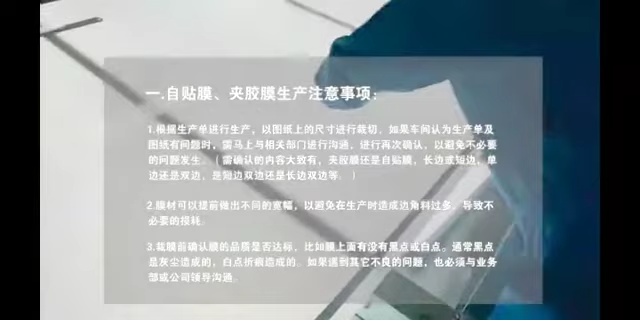 一.自贴膜、夹胶膜生产注意事项：
1.根据生产单进行生产，以图纸上的尺寸进行裁切，如果车间认为生产单及
图纸有问题时，需马上与相关部门进行沟通，进行再次确认，以避免不必要
的问题发生。（需确认的内容大致有，夹胶膜还是自贴膜，长边或短边，单
边还是双边，是短边双边还是长边双边等．）
2.膜材可以提前做出不同的宽幅，以避免在生产时造成边角料过多，导致不
必要的损耗．
3.裁膜前确认膜的品质是否达标，比如膜上面有没有黑点或白点。通常黑点
是灰尘造成的，白点折痕造成的．如果遇到其它不良的问题，也必须与业务
部或公司领导沟通。